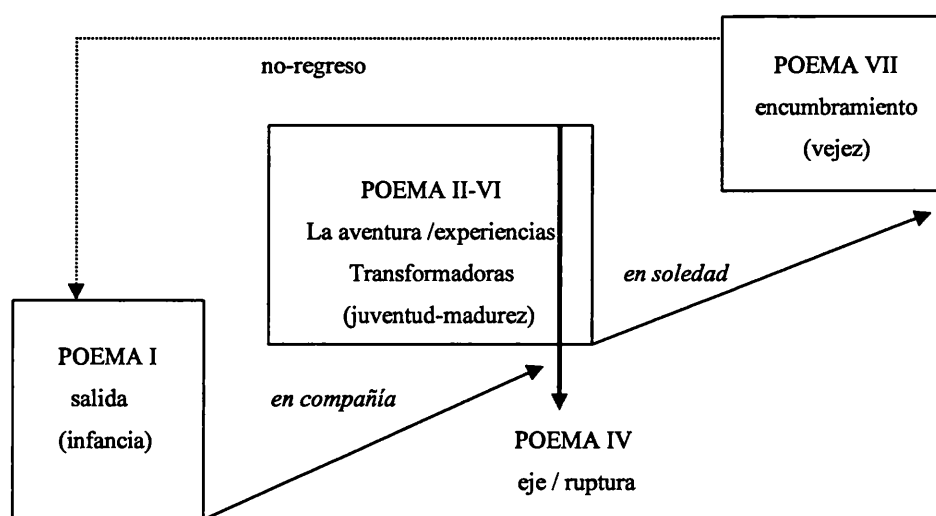 POEMA VII
encumbramiento
(vejez)
no-regreso
POEMA II-VI
La aventura /experiencias
Transformadoras
(juventud-madurez)
en soledad
POEMA I
salida
(infancia)
en compañía
POEMA IV
eje / ruptura